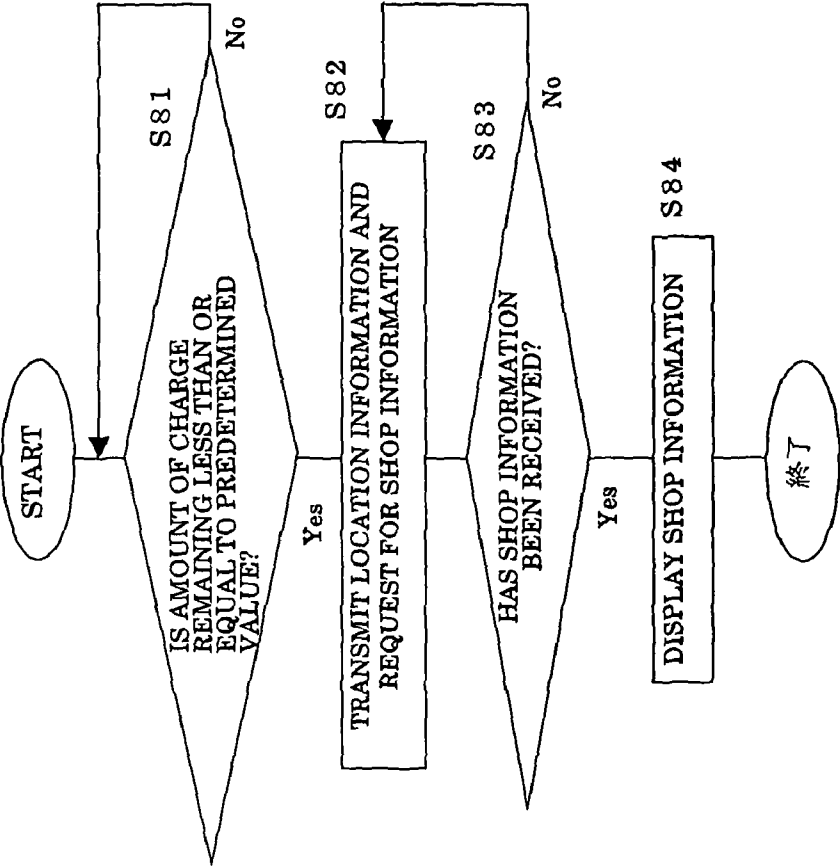 START
S81
IS AMOUNT OF CHARGE
REMAINING LESS THAN OR
EQUAL TO PREDETERMINED
VALUE?
No
Yes
S82
TRANSMIT LOCATION INFORMATION AND
REQUEST FOR SHOP INFORMATION
S83
HAS SHOP INFORMATION
BEEN RECEIVED?
No
Yes
S84
DISPLAY SHOP INFORMATION
終了